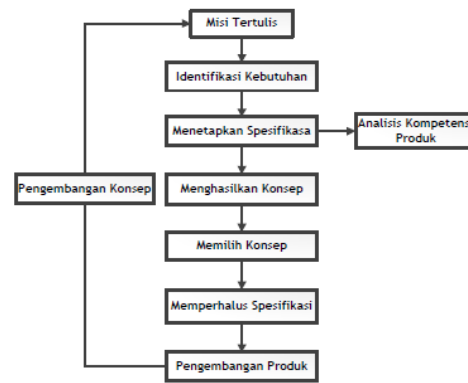 Misi Tertulis
Identifikasi Kebutuhan
Menetapkan Spesifikasa
Analisis Kompetens
Produk
Pengembangan Konsep
Menghasilkan Konsep
Memilih Konsep
Memperhalus Spesifikasi
Pengembangan Produk